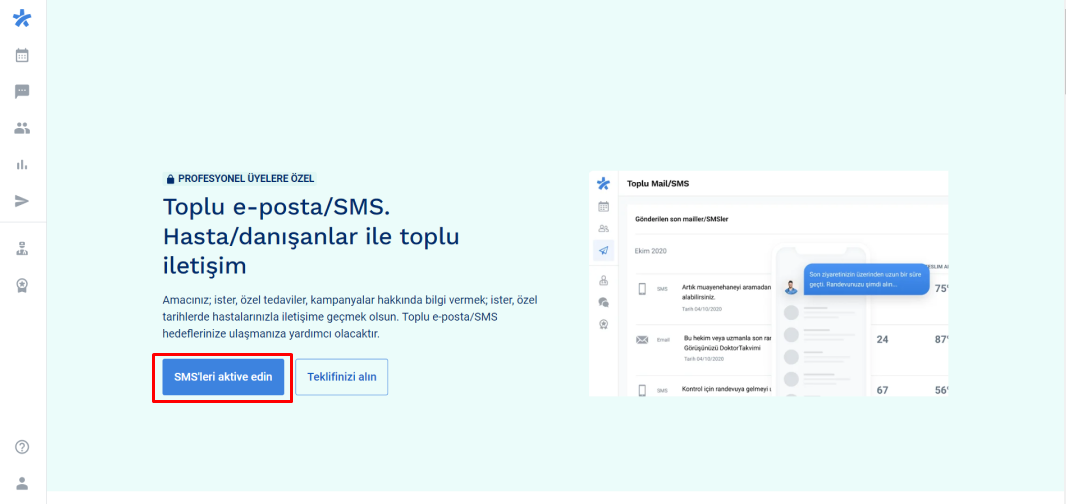 PROFESYONEL ÜYELERE ÖZEL
Toplu e-posta/SMS.
Hasta/danışanlar ile toplu
iletişim
Amacınız; ister, özel tedaviler, kampanyalar hakkında bilgi vermek; ister, özel
tarihlerde hastalarınızla iletişime geçmek olsun. Toplu e-posta/SMS
hedeflerinize ulaşmanıza yardımcı olacaktır.
SMS'leri aktive edin
Teklifinizi alın
Toplu Mail/SMS
Gönderilen son mailler/SMSler
Ekim 2020
SMS
Artık muayenehaneyi aramadan
alabilirsiniz.
Tarih 04/10/2020
Son ziyaretinizin üzerinden uzun bir süre
geçti. Randevunuzu şimdi alın...
75
Email
Bu hekim veya uzmanla son
Görüşünüzü DoktorTakvimi
Tarih 04/10/2020
24
87
SMS
Kontrol için randevuya gelmeyi
67
56